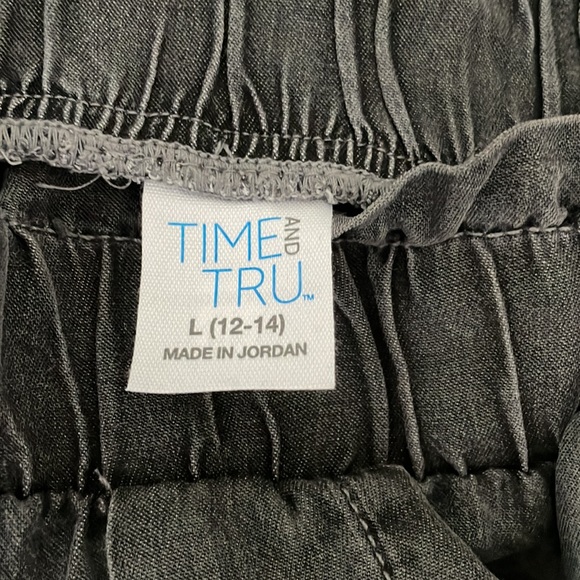 TIME AND
TRU™
L (12-14)
MADE IN JORDAN